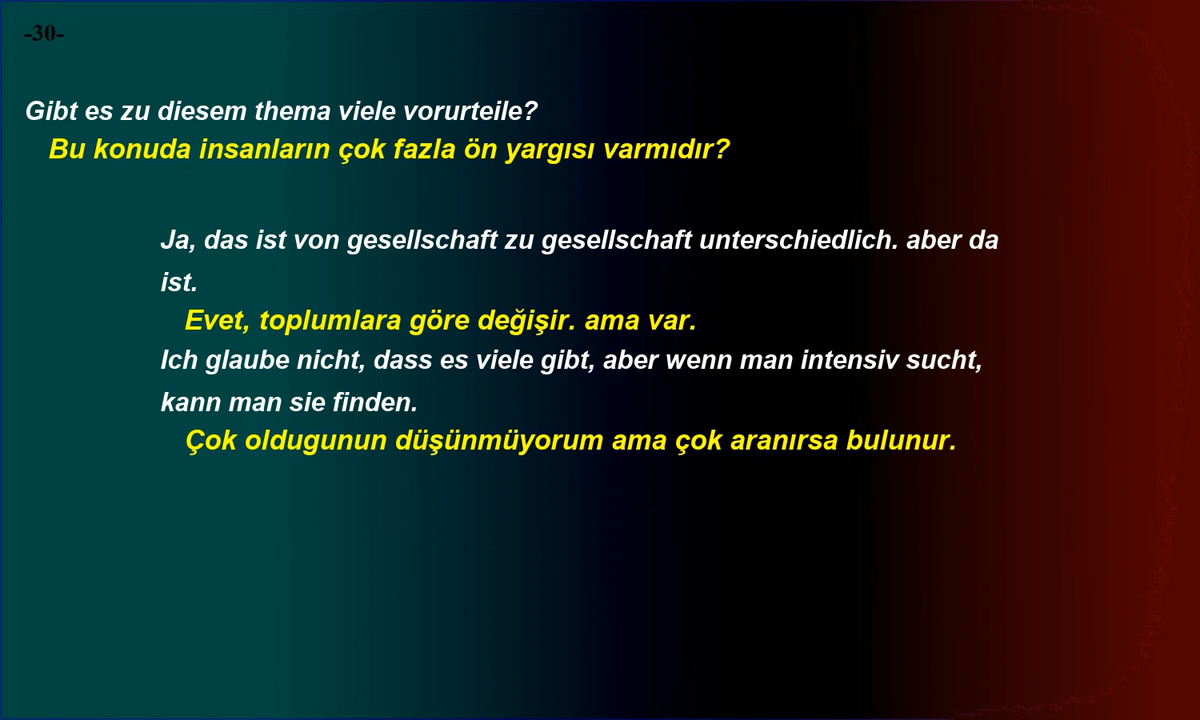 -30-
Gibt es zu diesem thema viele vorurteile?
Bu konuda insanların çok fazla ön yargısı varmıdır?
Ja, das ist von gesellschaft zu gesellschaft unterschiedlich. aber da
ist.
Evet, toplumlara göre değişir. ama var.
Ich glaube nicht, dass es viele gibt, aber wenn man intensiv sucht,
kann man sie finden.
Çok oldugunun düşünmüyorum ama çok aranırsa bulunur.